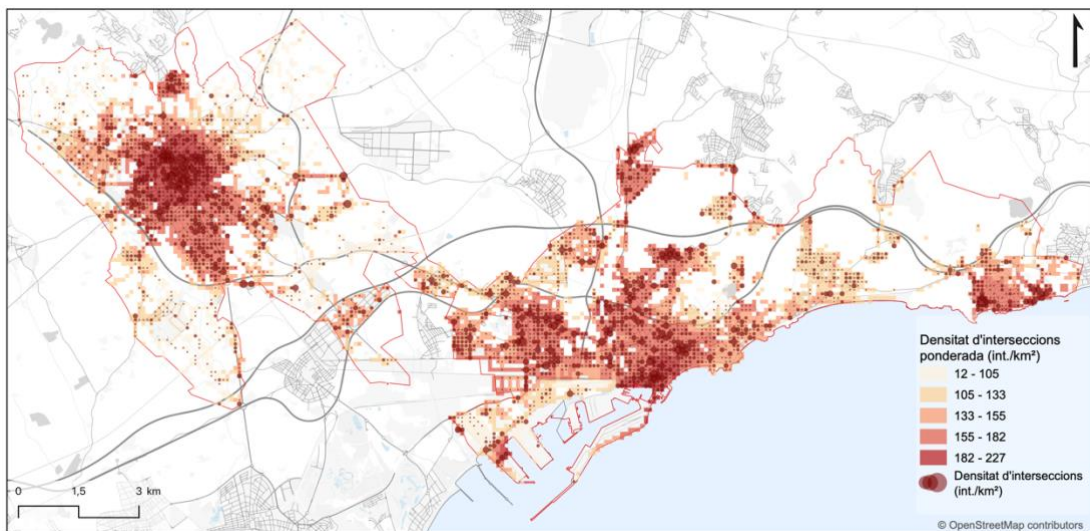 Densitat d'interseccions
ponderada (int./km²)
12 - 105
105 - 133
133 - 155
155 - 182
182 - 227
Densitat d'interseccions
(int./km²)
0 1,5 3 km
© OpenStreetMap contributors